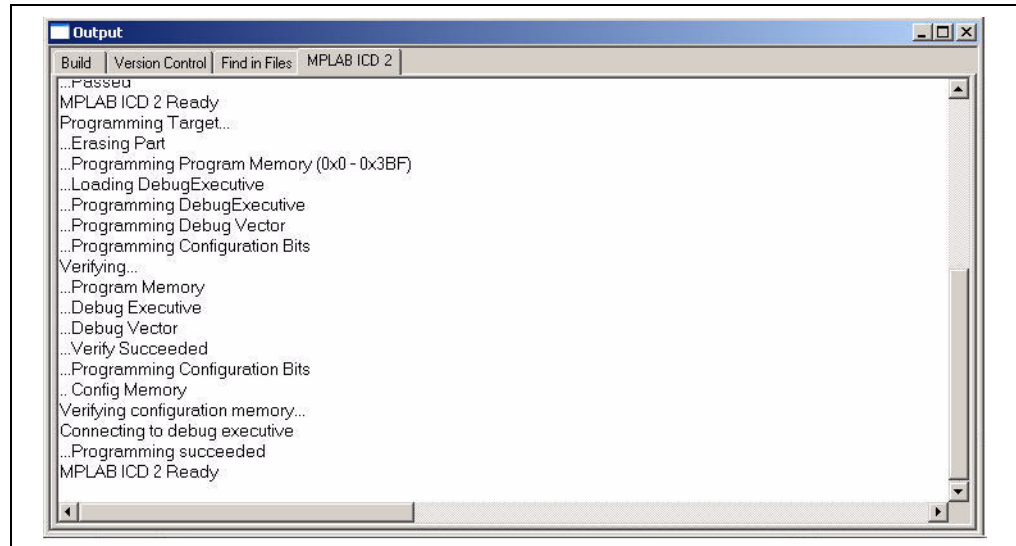 Output
Build Version Control Find in Files MPLAB ICD 2
...Passed
MPLAB ICD 2 Ready
Programming Target...
...Erasing Part
...Programming Program Memory (0x0 - 0x3BF)
...Loading DebugExecutive
...Programming DebugExecutive
...Programming Debug Vector
...Programming Configuration Bits
Verifying...
...Program Memory
...Debug Executive
...Debug Vector
...Verify Succeeded
...Programming Configuration Bits
.. Config Memory
Verifying configuration memory...
Connecting to debug executive
...Programming succeeded
MPLAB ICD 2 Ready